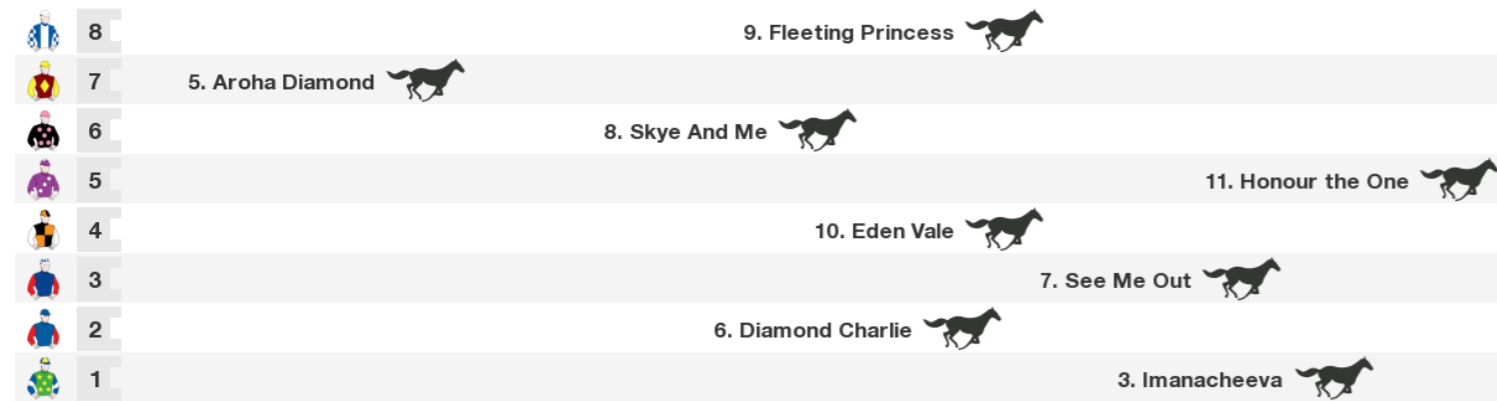 8 9. Fleeting Princess
7 5. Aroha Diamond
6 8. Skye And Me
5 11. Honour the One
4 10. Eden Vale
3 7. See Me Out
2 6. Diamond Charlie
1 3. Imanacheeva